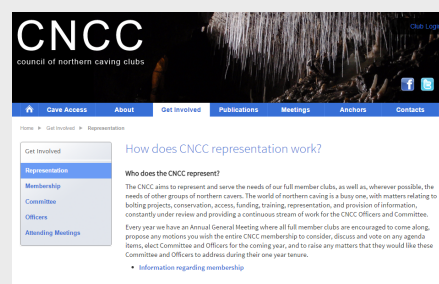 CNCC
council of northern caving clubs
Club Login
Cave Access About Get Involved Publications Meetings Anchors Contacts
Home ► Get Involved ► Representation
Get Involved
Representation
Membership
Committee
Officers
Attending Meetings
How does CNCC representation work?
Who does the CNCC represent?
The CNCC aims to represent and serve the needs of our full member clubs, as well as, wherever possible, the
needs of other groups of northern cavers. The world of northern caving is a busy one, with matters relating to
bolting projects, conservation, access, funding, training, representation, and provision of information,
constantly under review and providing a continuous stream of work for the CNCC Officers and Committee.
Every year we have an Annual General Meeting where all full member clubs are encouraged to come along,
propose any motions you wish the entire CNCC membership to consider, discuss and vote on any agenda
items, elect Committee and Officers for the coming year, and to raise any matters that they would like these
Committee and Officers to address during their one year tenure.
• Information regarding membership